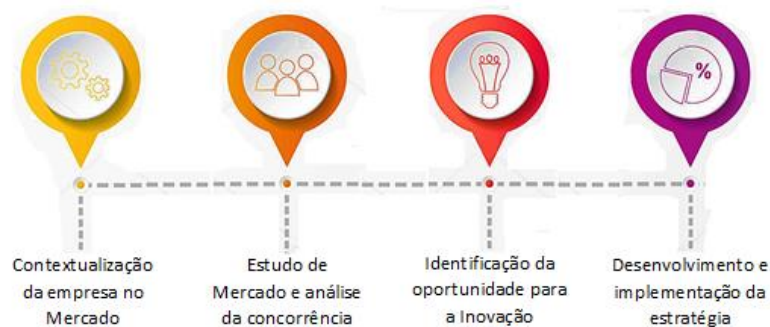 %
Contextualização
da empresa no
Mercado
Estudo de
Mercado e análise
da concorrência
Identificação da
oportunidade para
a Inovação
Desenvolvimento e
implementação da
estratégia